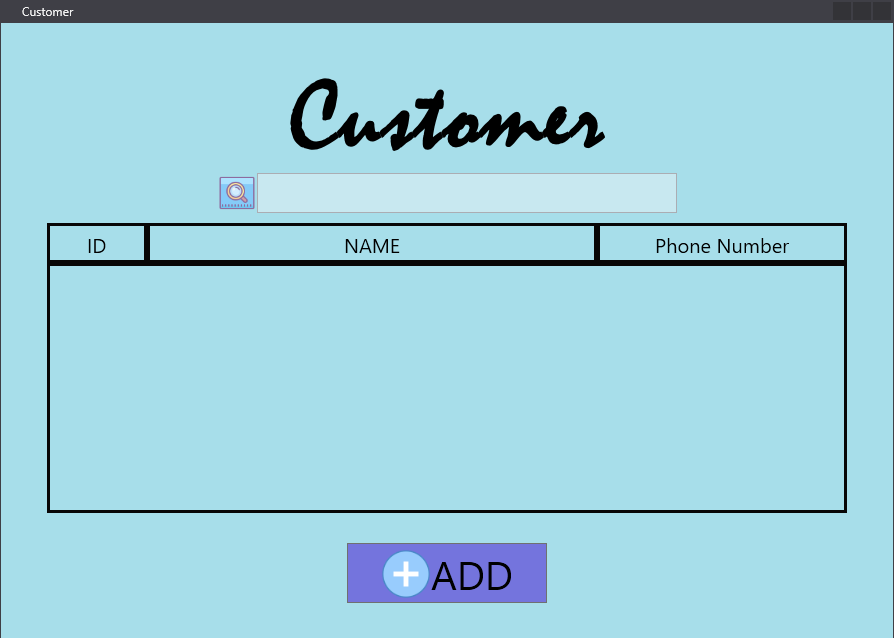 Customer
Customer
ID NAME Phone Number
ADD